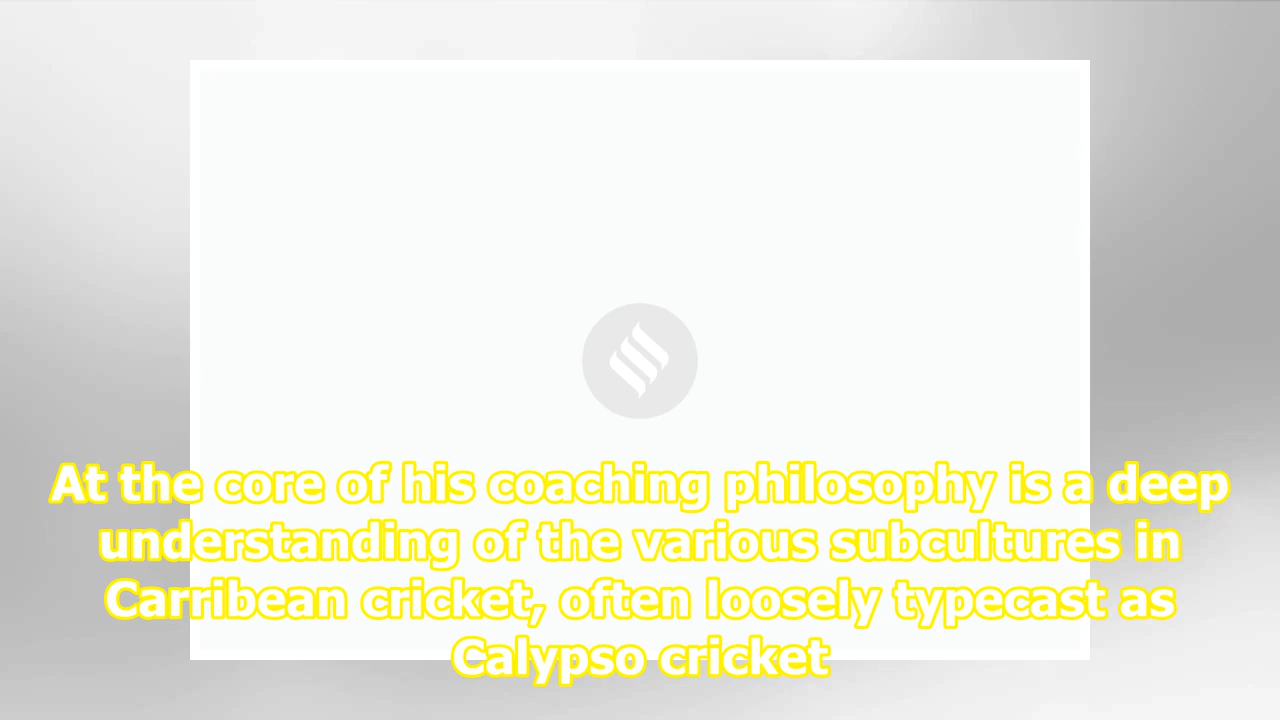 At the core of his coaching philosophy is a deep
understanding of the various subcultures in
Carribean cricket, often loosely typecast as
Calypso cricket